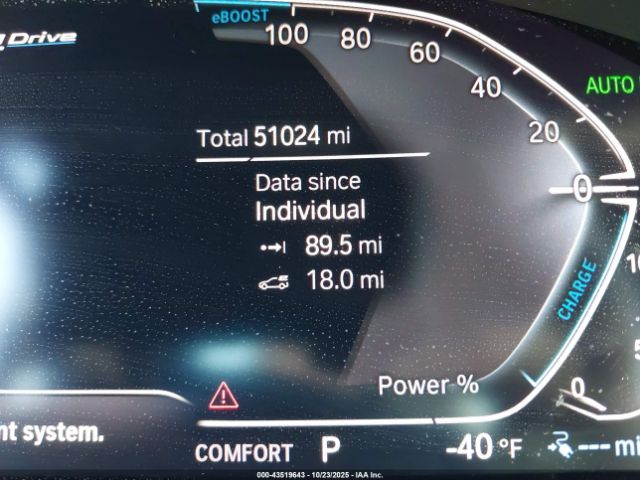 Drive
eBOOST
100
80
60
40
20
0
AUTO
Total 51024 mi
Data since
Individual
89.5 mi
18.0 mi
CHARGE
Power %
0
nt system.
COMFORT P -40 °F --- mi
000-43519643 - 10/23/2025 - IAA Inc.